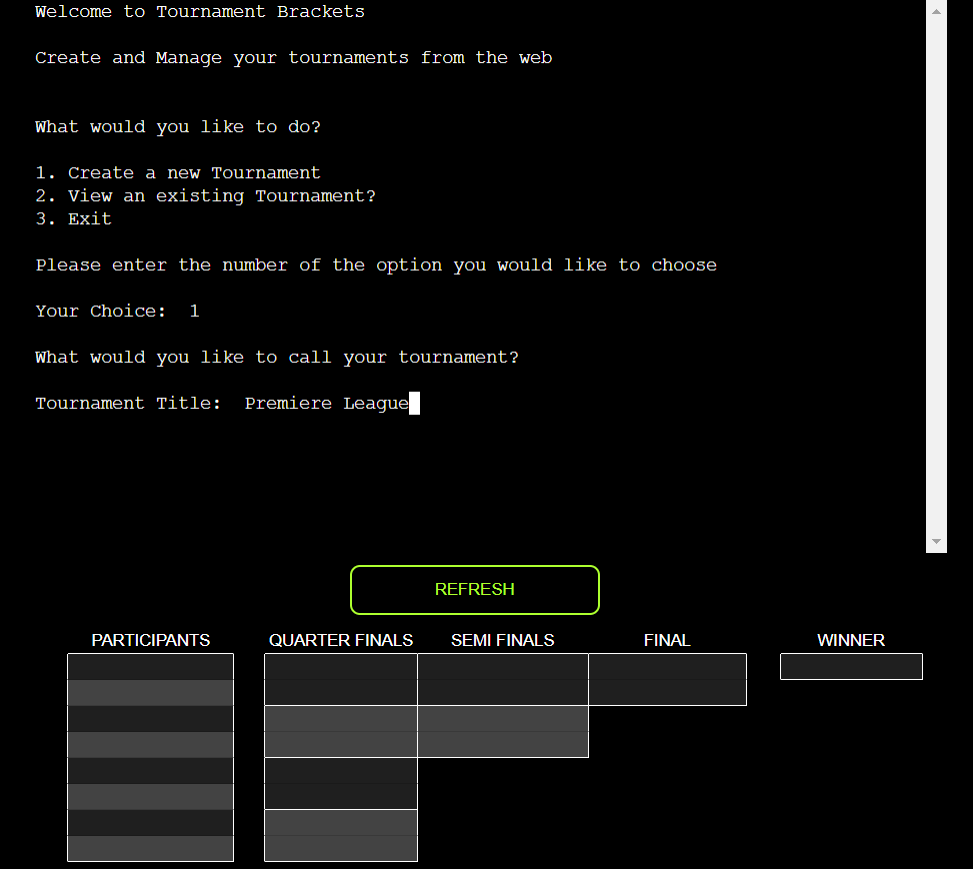 Welcome to Tournament Brackets
Create and Manage your tournaments from the web
What would you like to do?
1. Create a new Tournament
2. View an existing Tournament?
3. Exit
Please enter the number of the option you would like to choose
Your Choice:  1
What would you like to call your tournament?
Tournament Title:  Premiere League
REFRESH
PARTICIPANTS QUARTER FINALS SEMI FINALS FINAL WINNER